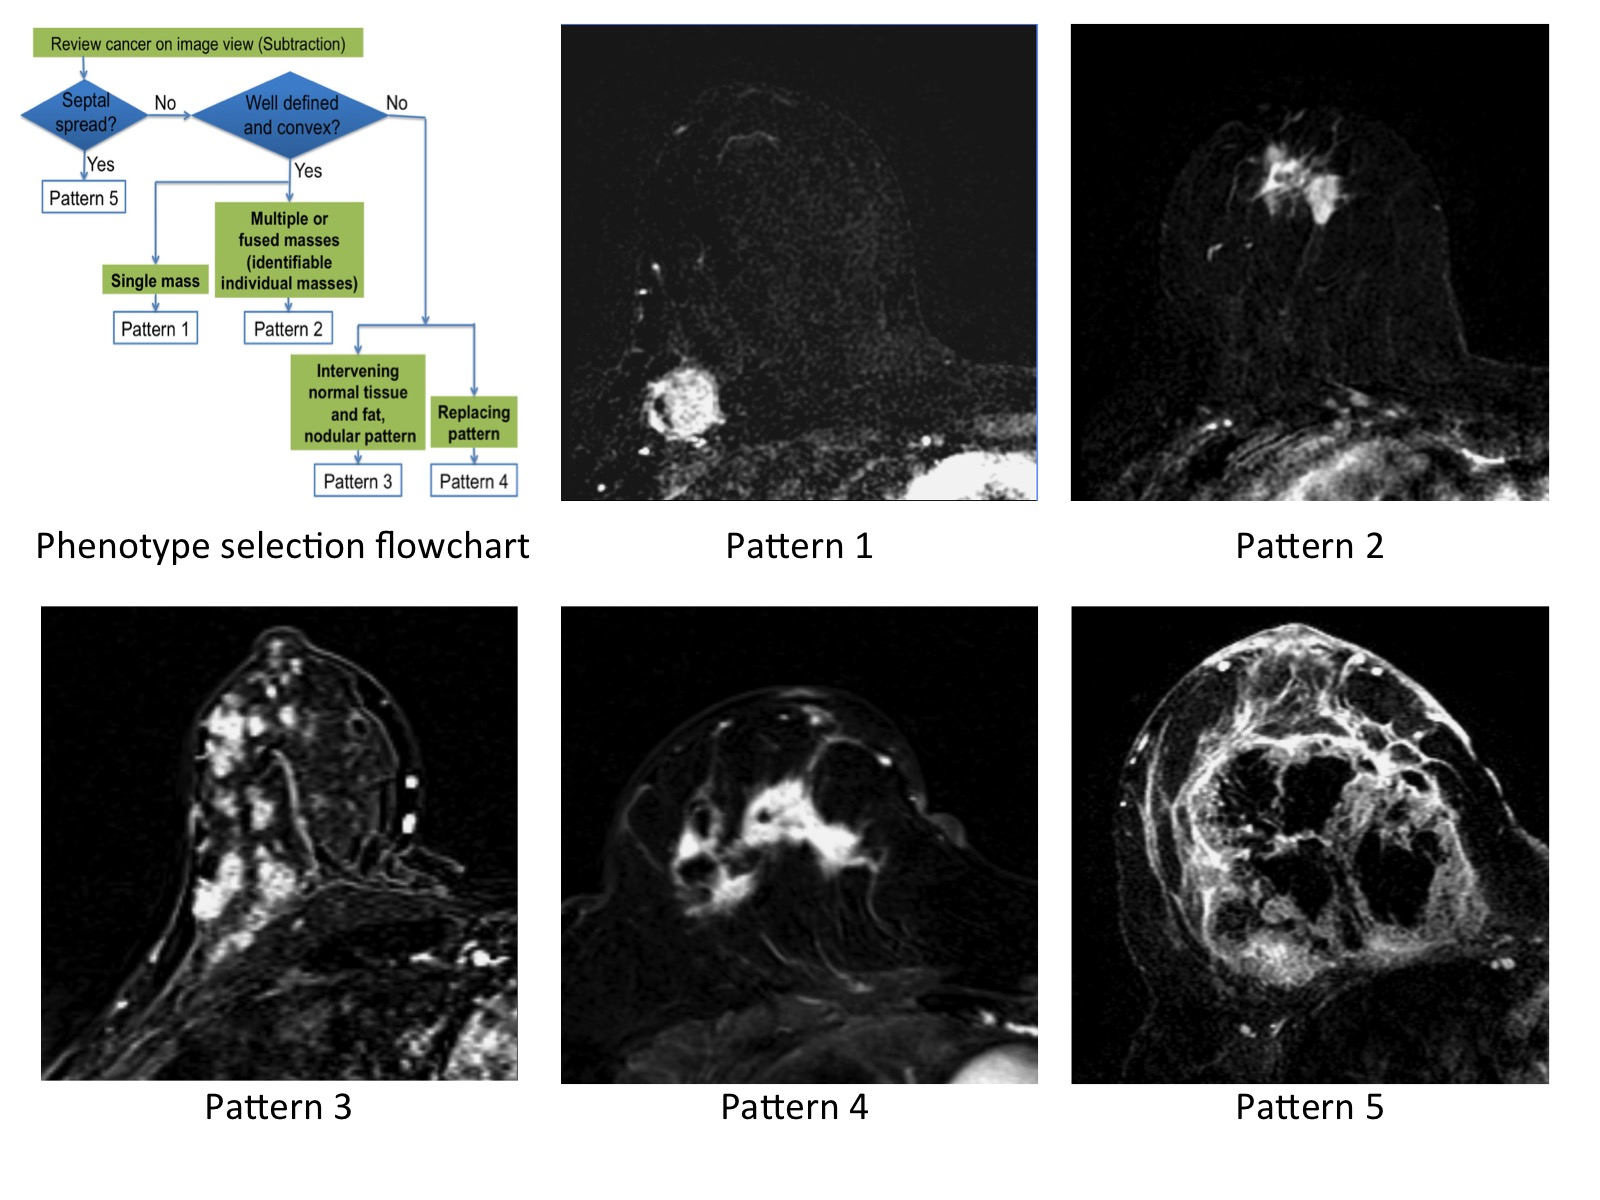 Review cancer on image view (Subtraction)
Septal
spread?
No
Well defined
and convex?
No
Yes
Pattern 5
Yes
Multiple or
fused masses
(identifiable
individual masses)
Single mass
Pattern 1
Pattern 2
Intervening
normal tissue
and fat,
nodular pattern
Replacing
pattern
Pattern 3
Pattern 4
Phenotype selection flowchart
Pattern 1
Pattern 2
Pattern 3
Pattern 4
Pattern 5